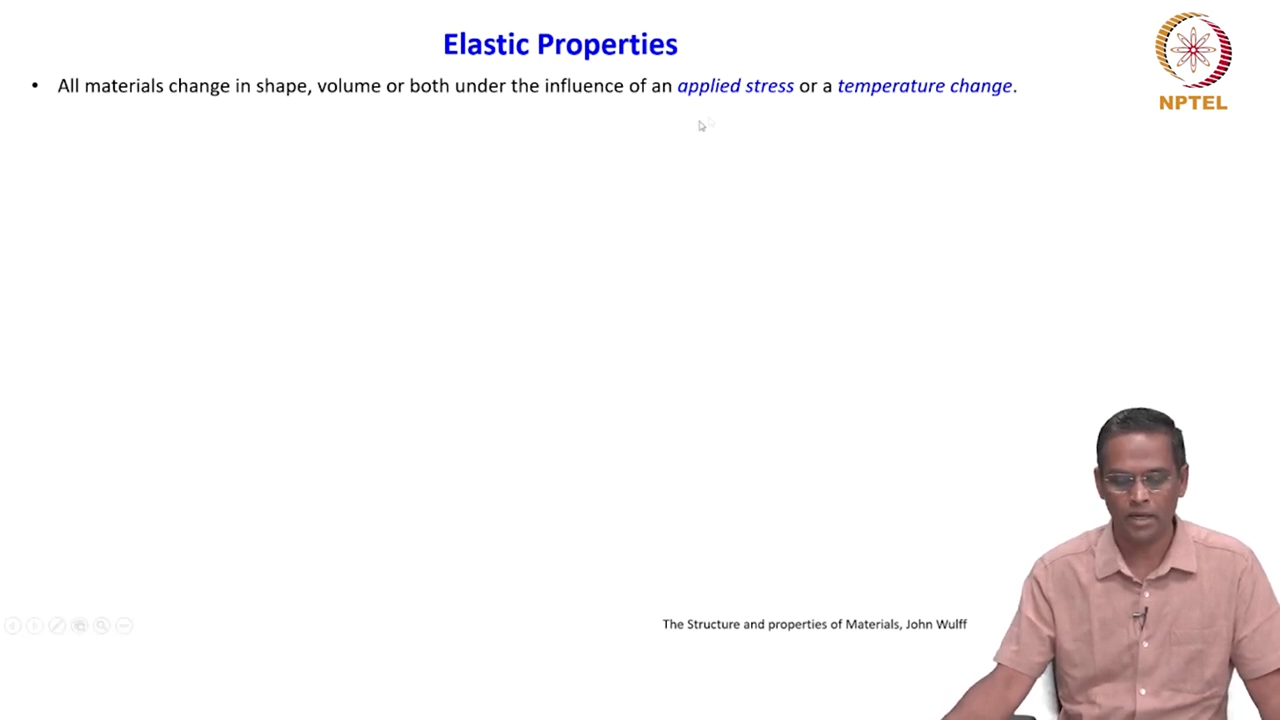 Elastic Properties
• All materials change in shape, volume or both under the influence of an applied stress or a temperature change.
NPTEL
The Structure and properties of Materials, John Wulff